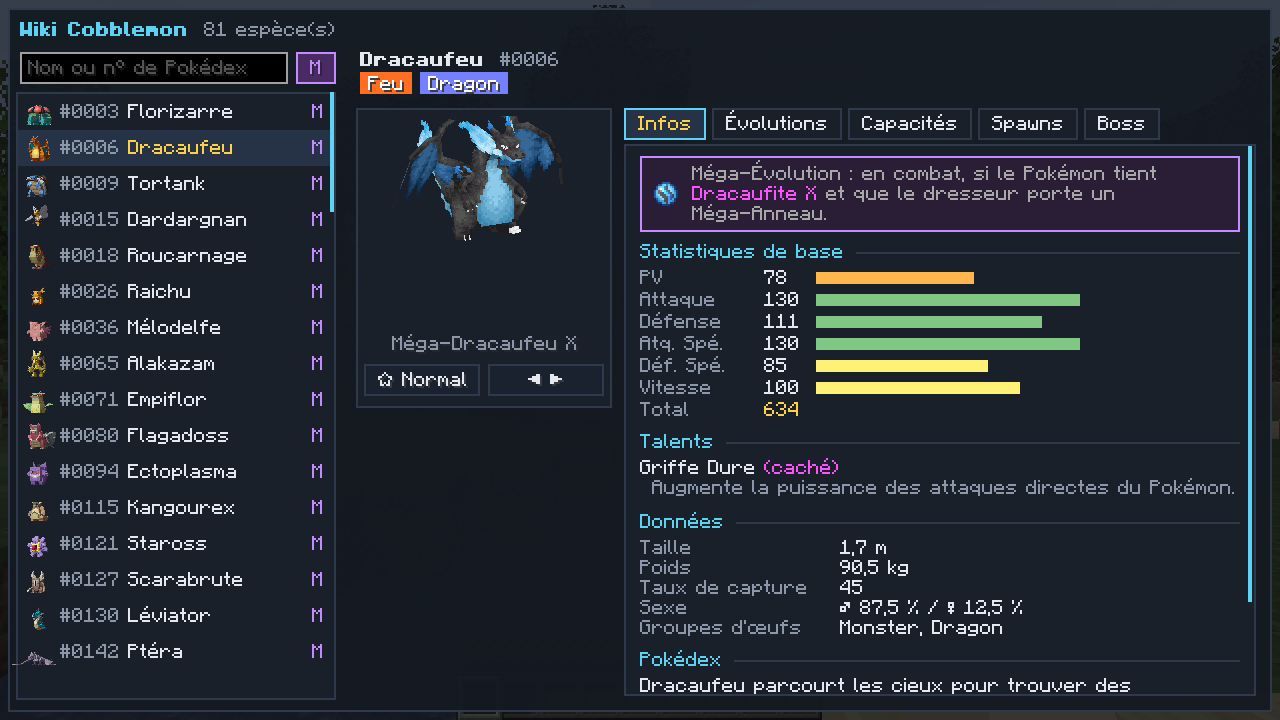 Wiki Cobblemon 81 espèce(s)
Nom ou n° de Pokédex M
#0003 Florizarre M
#0006 Dracaufeu M
#0009 Tortank M
#0015 Dardargnan M
#0018 Roucarnage M
#0026 Raichu M
#0036 Mélodelfe M
#0065 Alakazam M
#0071 Empiflor M
#0080 Flagadoss M
#0094 Ectoplasma M
#0115 Kangourex M
#0121 Staross M
#0127 Scarabrute M
#0130 Léviator M
#0142 Ptéra M
Dracaufeu #0006
Feu Dragon
Méga-Dracaufeu X
☆ Normal ◄ ►
Infos Évolutions Capacités Spawns Boss
Méga-Évolution : en combat, si le Pokémon tient
Dracaufite X et que le dresseur porte un
Méga-Anneau.
Statistiques de base
PV 78
Attaque 130
Défense 111
Atq. Spé. 130
Déf. Spé. 85
Vitesse 100
Total 634
Talents
Griffe Dure (caché)
Augmente la puissance des attaques directes du Pokémon.
Données
Taille 1,7 m
Poids 90,5 kg
Taux de capture 45
Sexe ♂ 87,5 % / ♀ 12,5 %
Groupes d'œufs Monster, Dragon
Pokédex
Dracaufeu parcourt les cieux pour trouver des